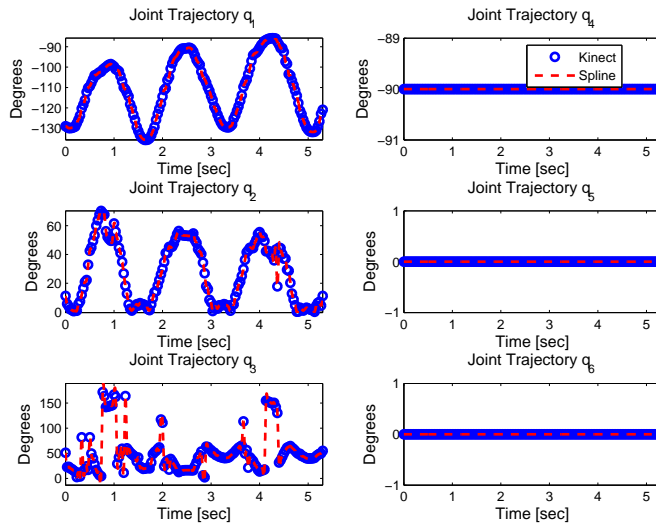 Joint Trajectory q1
−90
−100
−110
−120
−130
Degrees
0 1 2 3 4 5
Time [sec]
Joint Trajectory q4
−89
−90
−91
Degrees
Kinect
Spline
0 1 2 3 4 5
Time [sec]
Joint Trajectory q2
60
40
20
0
Degrees
0 1 2 3 4 5
Time [sec]
Joint Trajectory q5
1
0
−1
Degrees
0 1 2 3 4 5
Time [sec]
Joint Trajectory q3
150
100
50
0
Degrees
0 1 2 3 4 5
Time [sec]
Joint Trajectory q6
1
0
−1
Degrees
0 1 2 3 4 5
Time [sec]